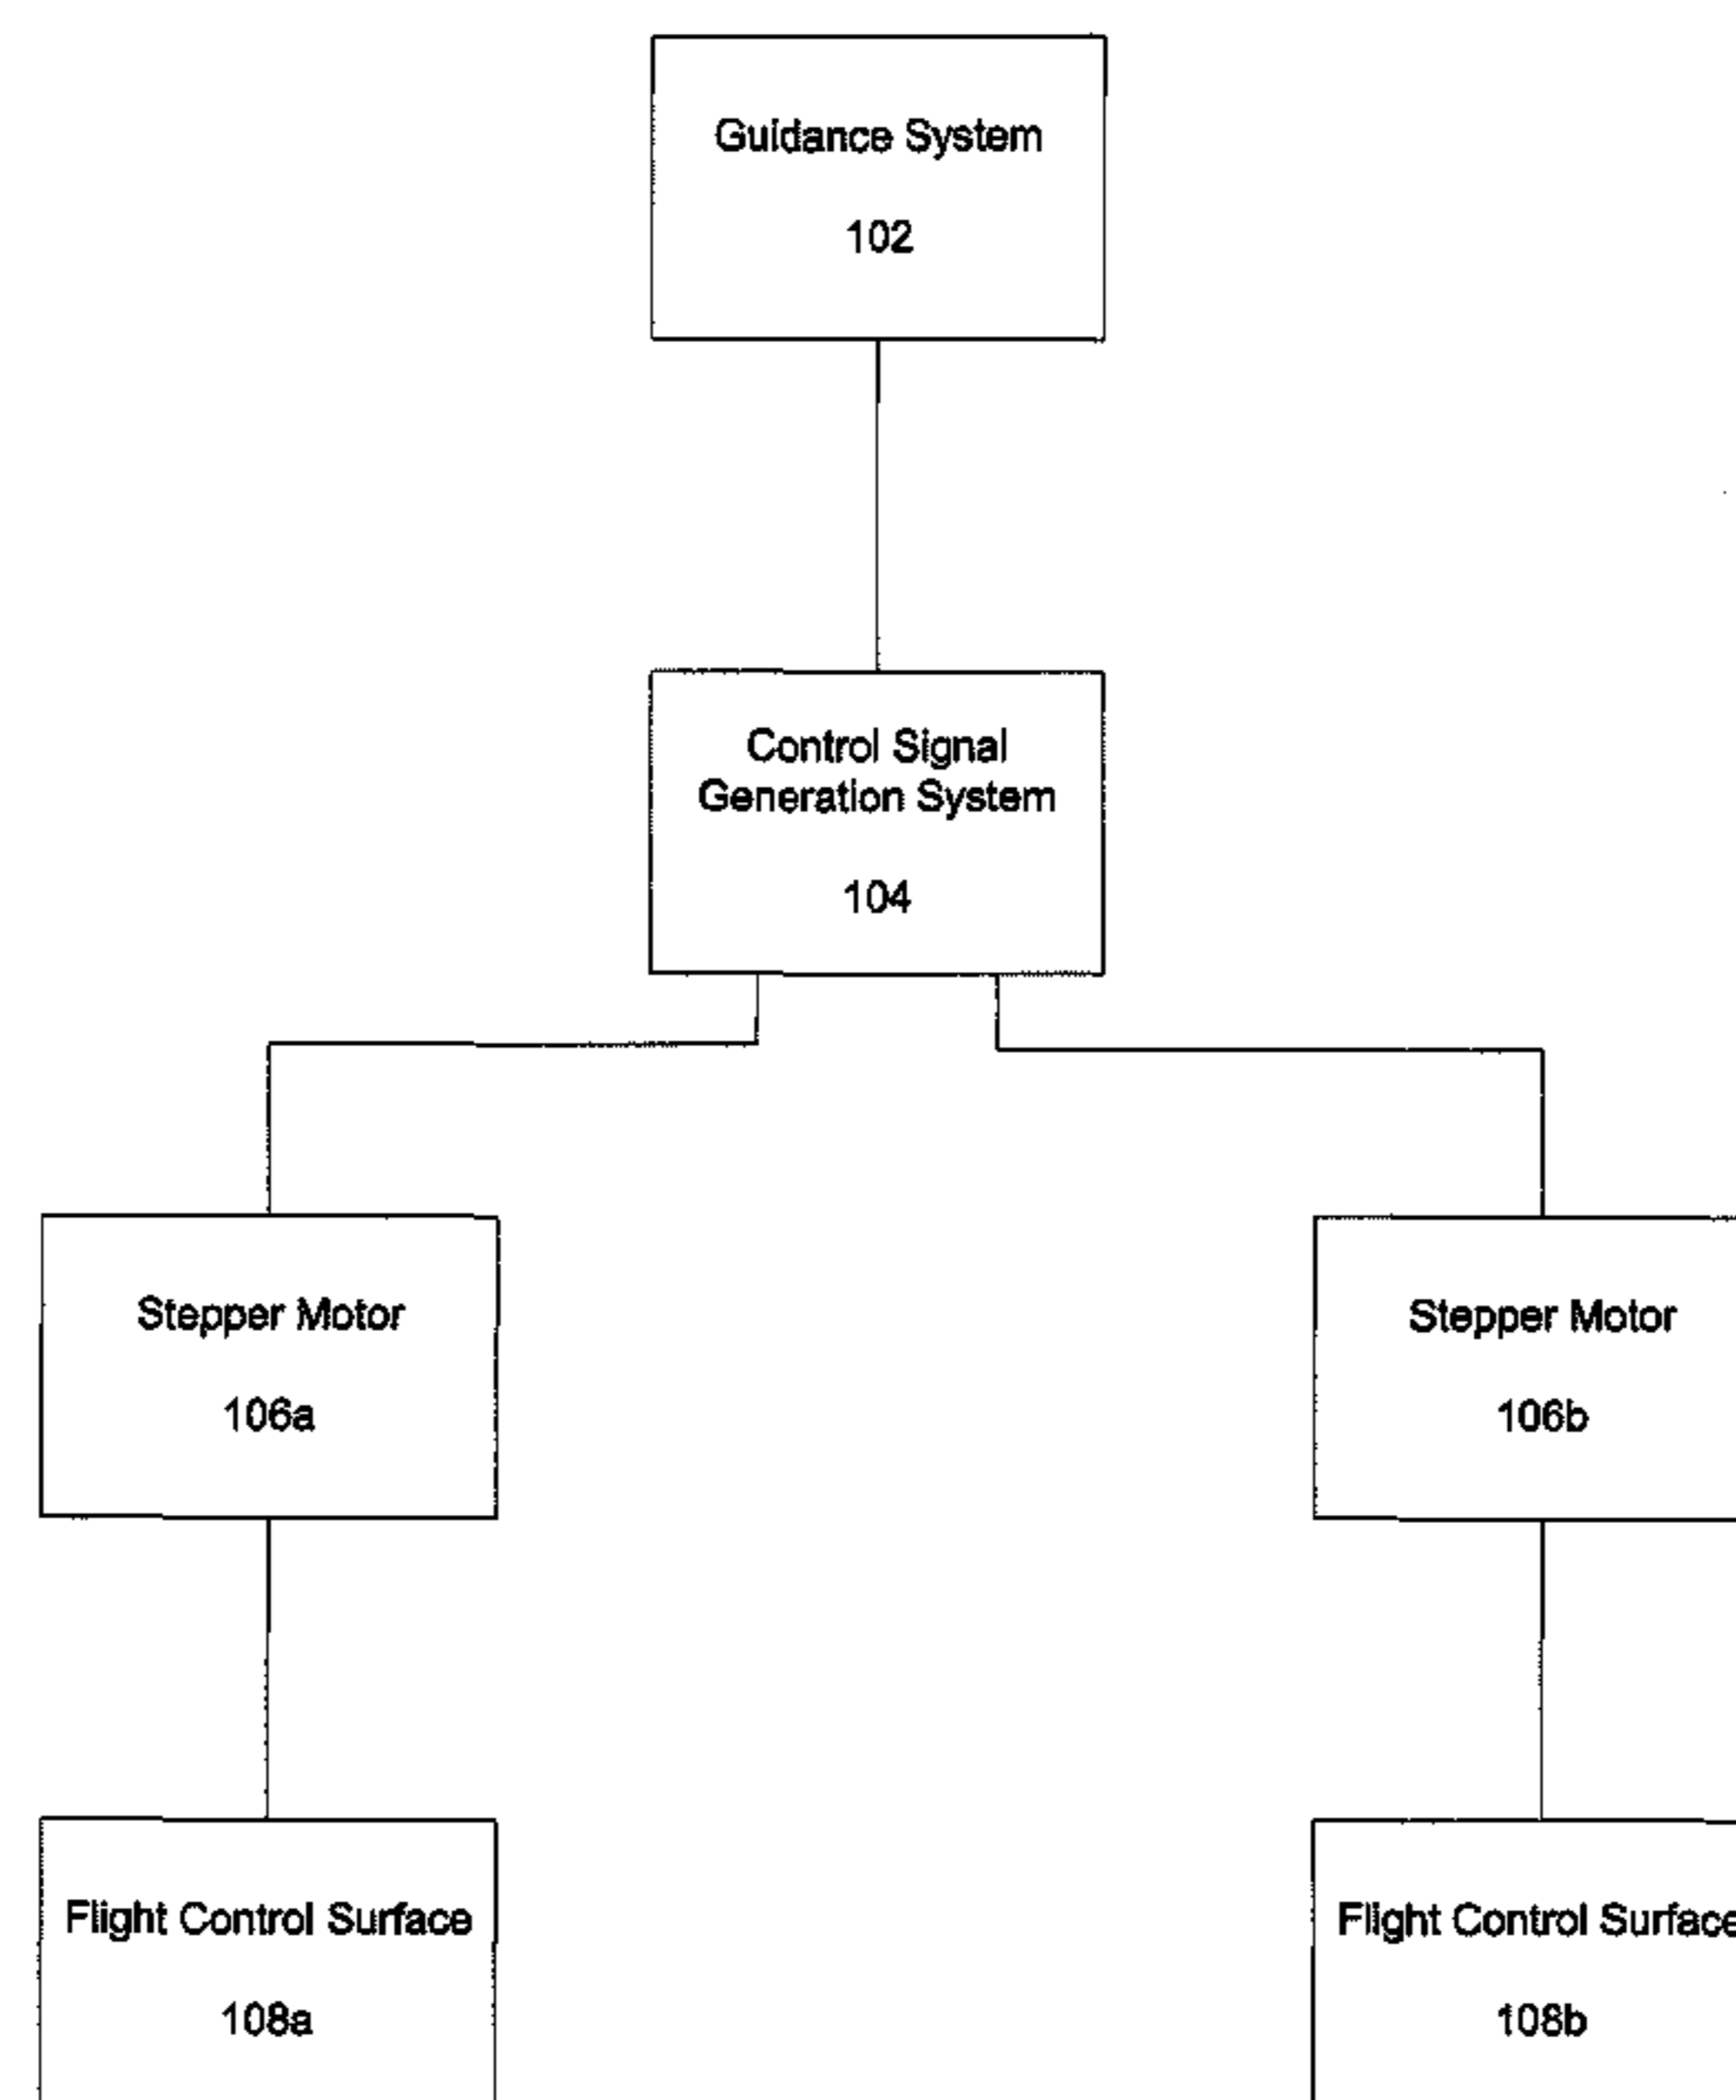 Guidance System
102
Control Signal
Generation System
104
Stepper Motor
106a
Stepper Motor
106b
Flight Control Surface
108a
Flight Control Surface
108b